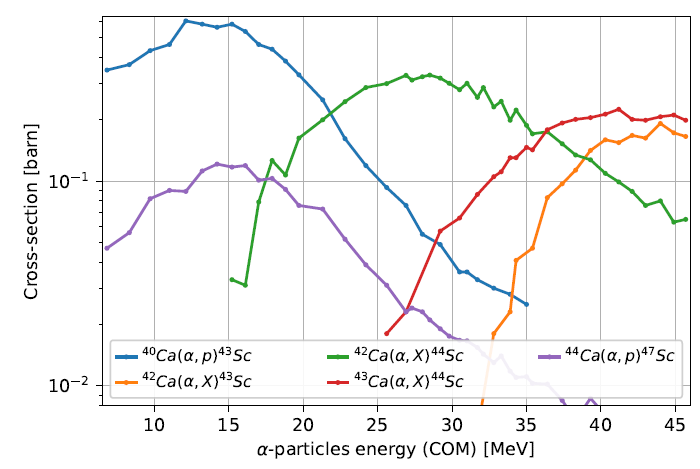 Cross-section [barn]
10⁻¹
10⁻²
⁴⁰Ca(α, p)⁴³Sc
⁴²Ca(α, X)⁴³Sc
⁴²Ca(α, X)⁴⁴Sc
⁴³Ca(α, X)⁴⁴Sc
⁴⁴Ca(α, p)⁴⁷Sc
10 15 20 25 30 35 40 45
α-particles energy (COM) [MeV]